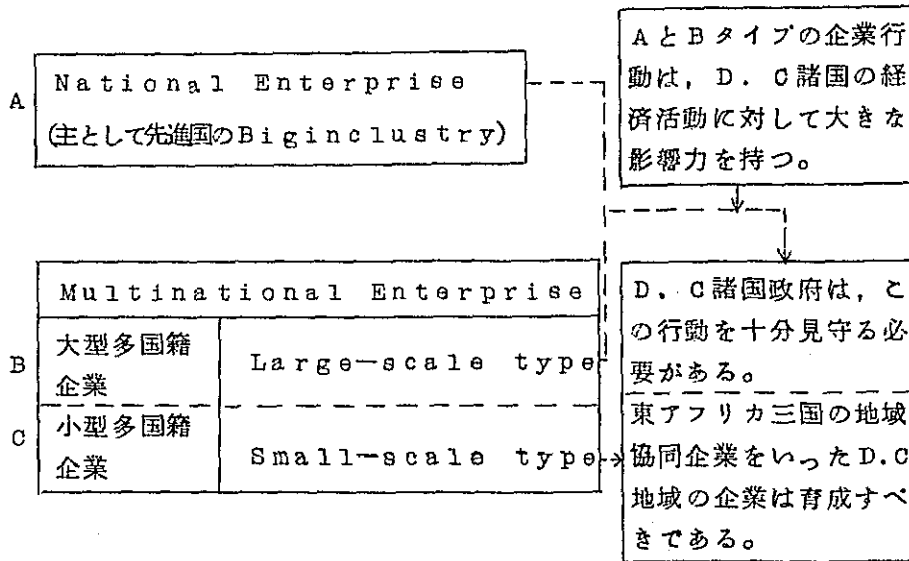 A
National Enterprise
(主として先進国のBiginclustry)
AとBタイプの企業行
動は，D．C諸国の経
済活動に対して大きな
影響力を持つ。
Multinational Enterprise
B
大型多国籍
企業
Large－scale type
C
小型多国籍
企業
Small－scale type
D．C諸国政府は，こ
の行動を十分見守る必
要がある。
東アフリカ三国の地域
協同企業をいったD.C
地域の企業は育成すべ
きである。